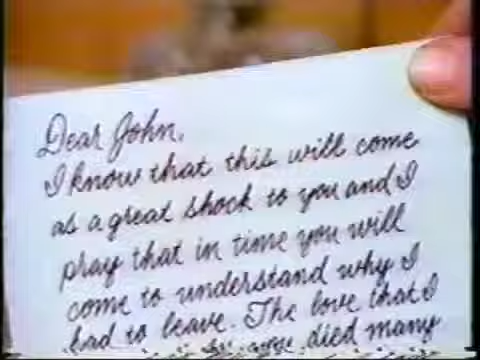 Dear John,
I know that this will come
as a great shock to you and I
pray that in time you will
come to understand why I
had to leave. The love that I
you died many